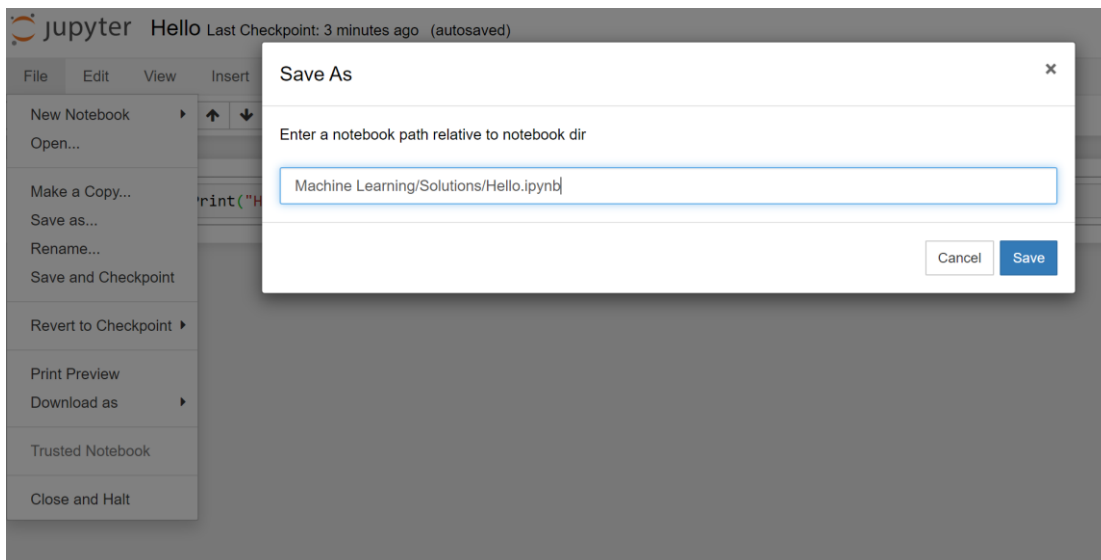 jupyter Hello Last Checkpoint: 3 minutes ago (autosaved)
File Edit View Insert
Save As ×
New Notebook
Open...
Enter a notebook path relative to notebook dir
Make a Copy...
Machine Learning/Solutions/Hello.ipynb
rint("H
Save as...
Rename...
Save and Checkpoint
Cancel Save
Revert to Checkpoint
Print Preview
Download as
Trusted Notebook
Close and Halt